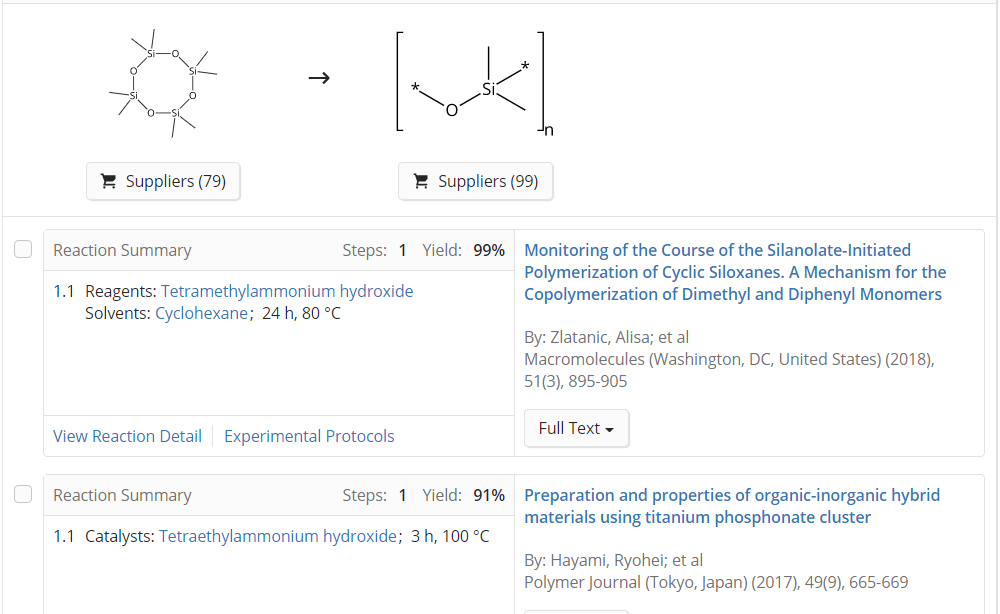 Si O Si O Si O Si O
* O Si * n
Suppliers (79)
Suppliers (99)
Reaction Summary Steps: 1 Yield: 99%
1.1 Reagents: Tetramethylammonium hydroxide
Solvents: Cyclohexane; 24 h, 80 °C
View Reaction Detail Experimental Protocols
Monitoring of the Course of the Silanolate-Initiated
Polymerization of Cyclic Siloxanes. A Mechanism for the
Copolymerization of Dimethyl and Diphenyl Monomers
By: Zlatanic, Alisa; et al
Macromolecules (Washington, DC, United States) (2018),
51(3), 895-905
Full Text
Reaction Summary Steps: 1 Yield: 91%
1.1 Catalysts: Tetraethylammonium hydroxide; 3 h, 100 °C
Preparation and properties of organic-inorganic hybrid
materials using titanium phosphonate cluster
By: Hayami, Ryohei; et al
Polymer Journal (Tokyo, Japan) (2017), 49(9), 665-669